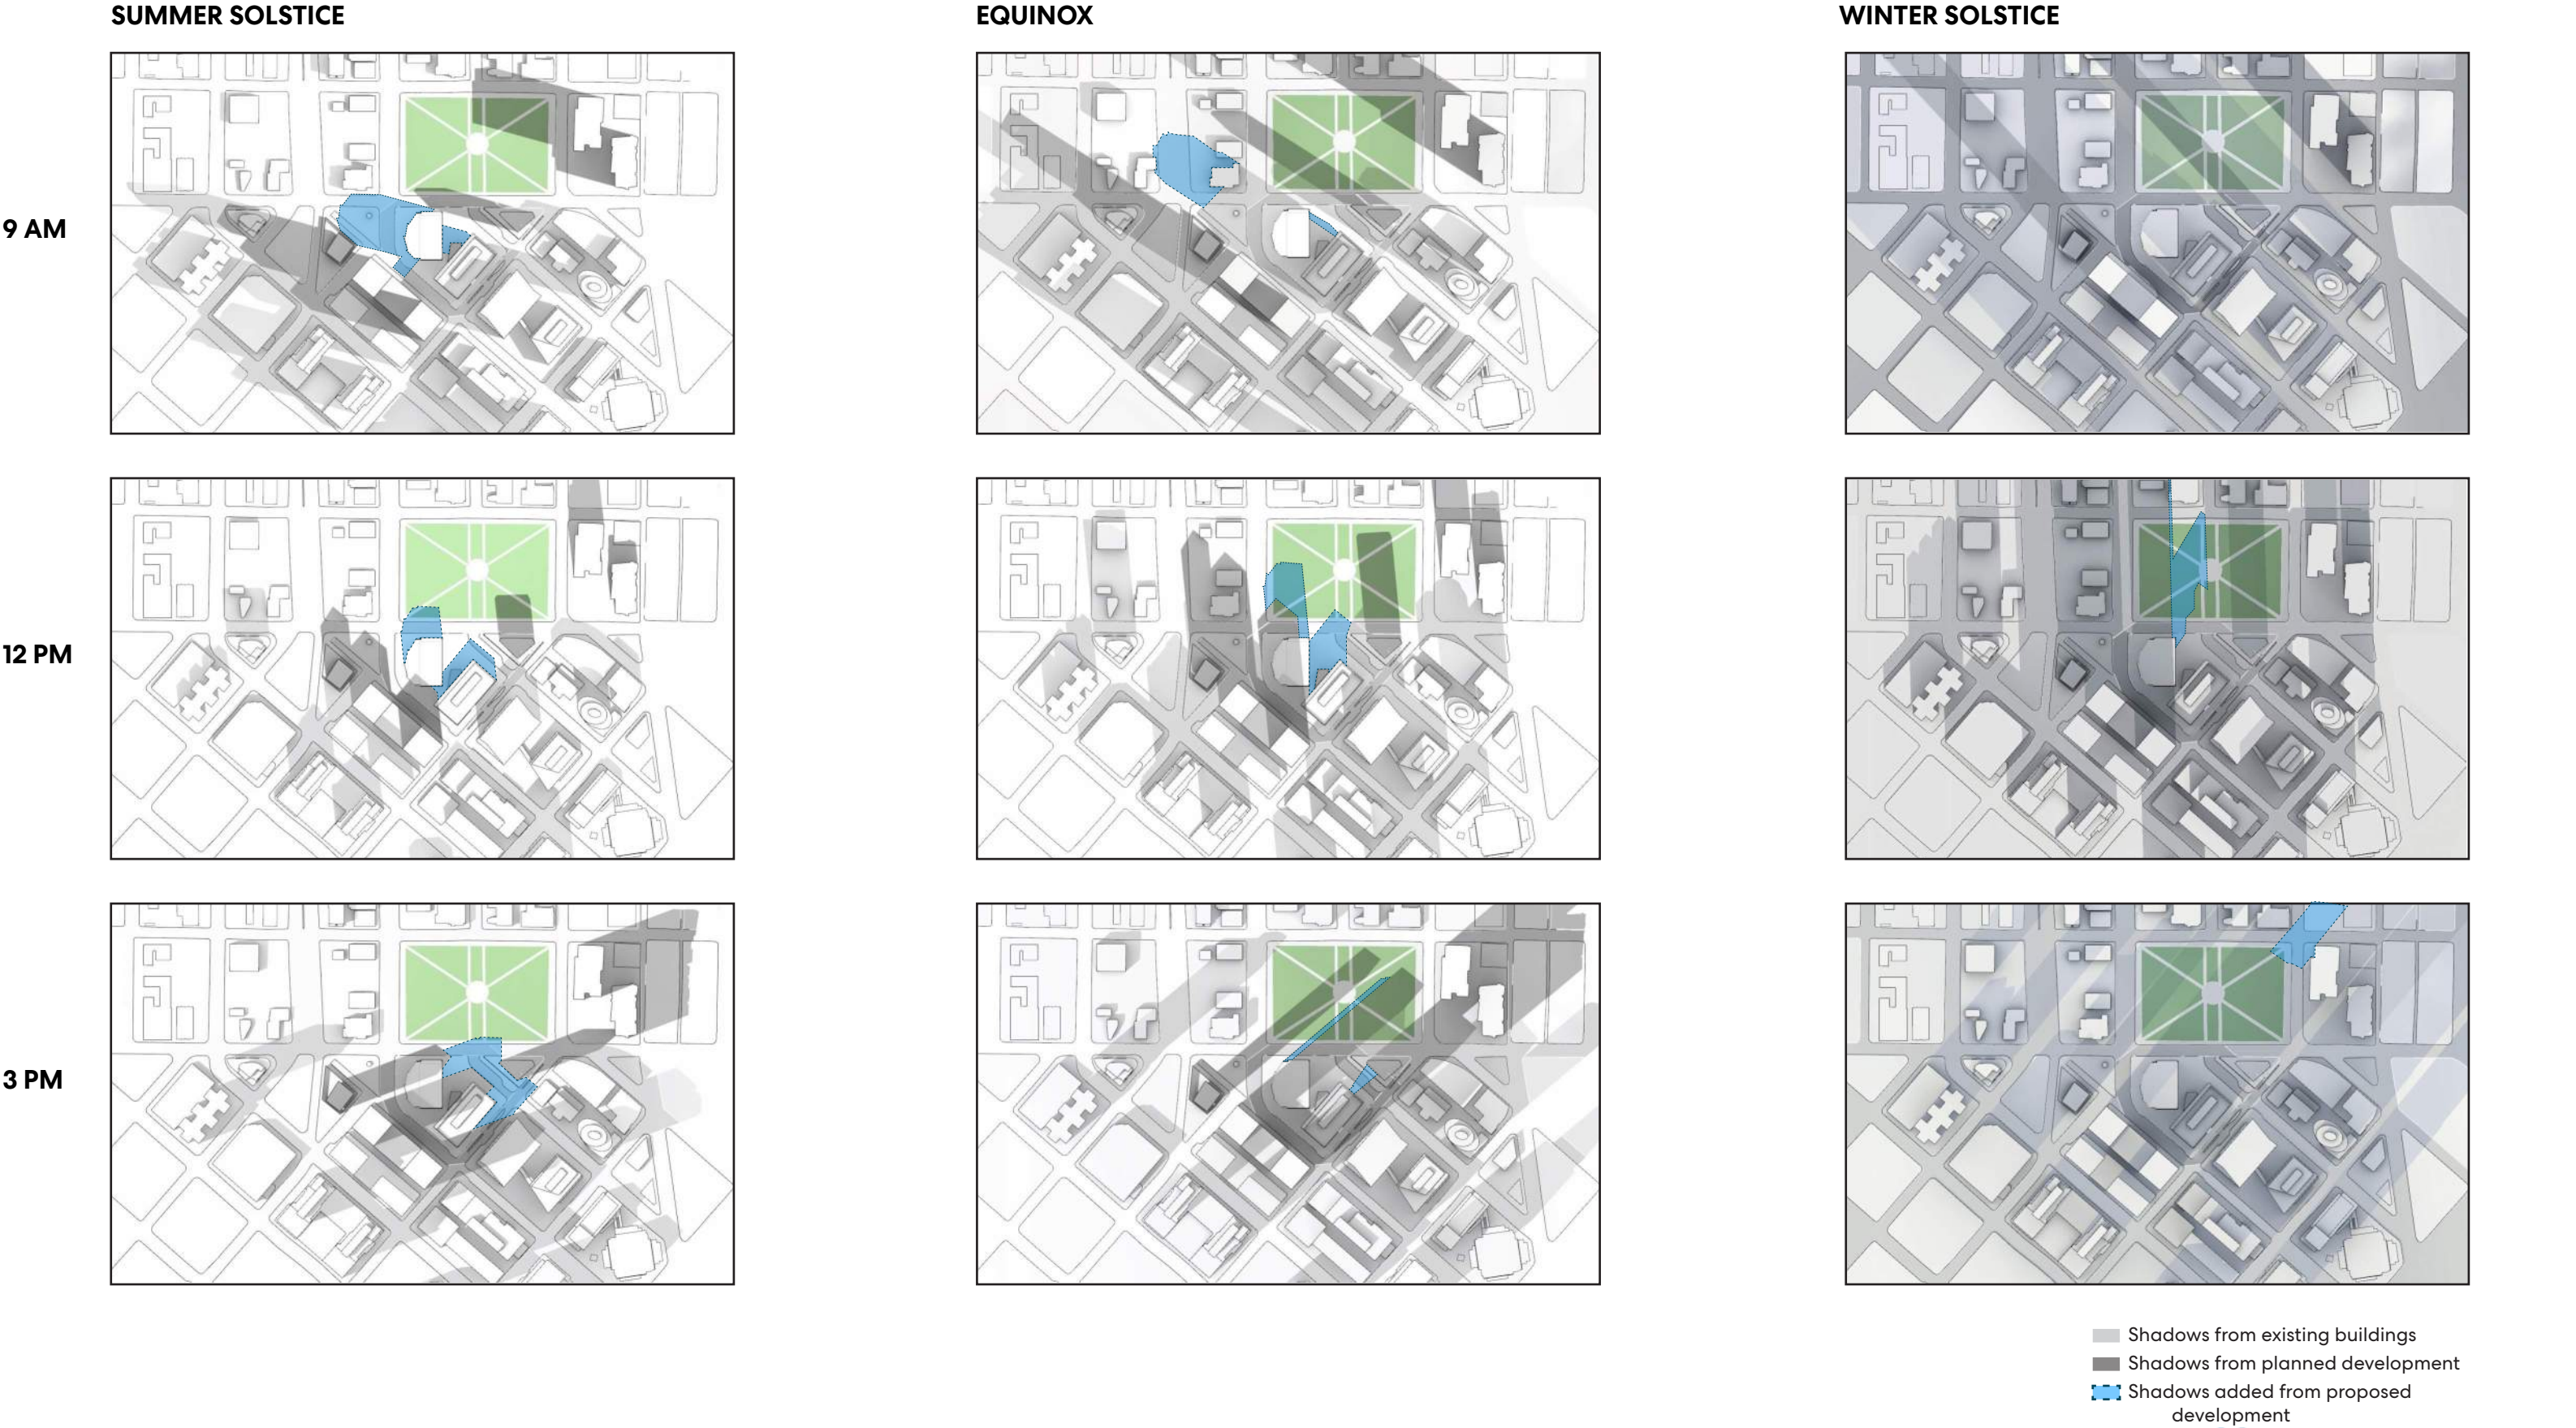 SUMMER SOLSTICE
EQUINOX
WINTER SOLSTICE
9 AM
12 PM
3 PM
Shadows from existing buildings
Shadows from planned development
Shadows added from proposed
development